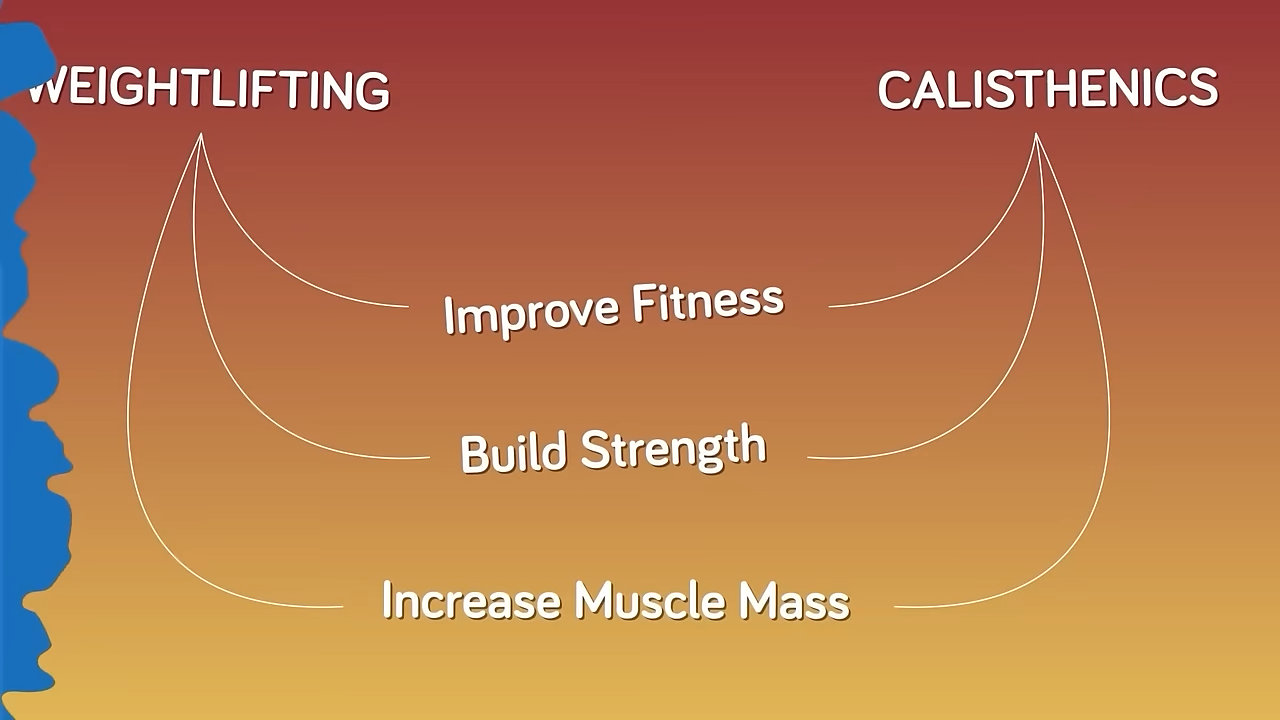 WEIGHTLIFTING
CALISTHENICS
Improve Fitness
Build Strength
Increase Muscle Mass